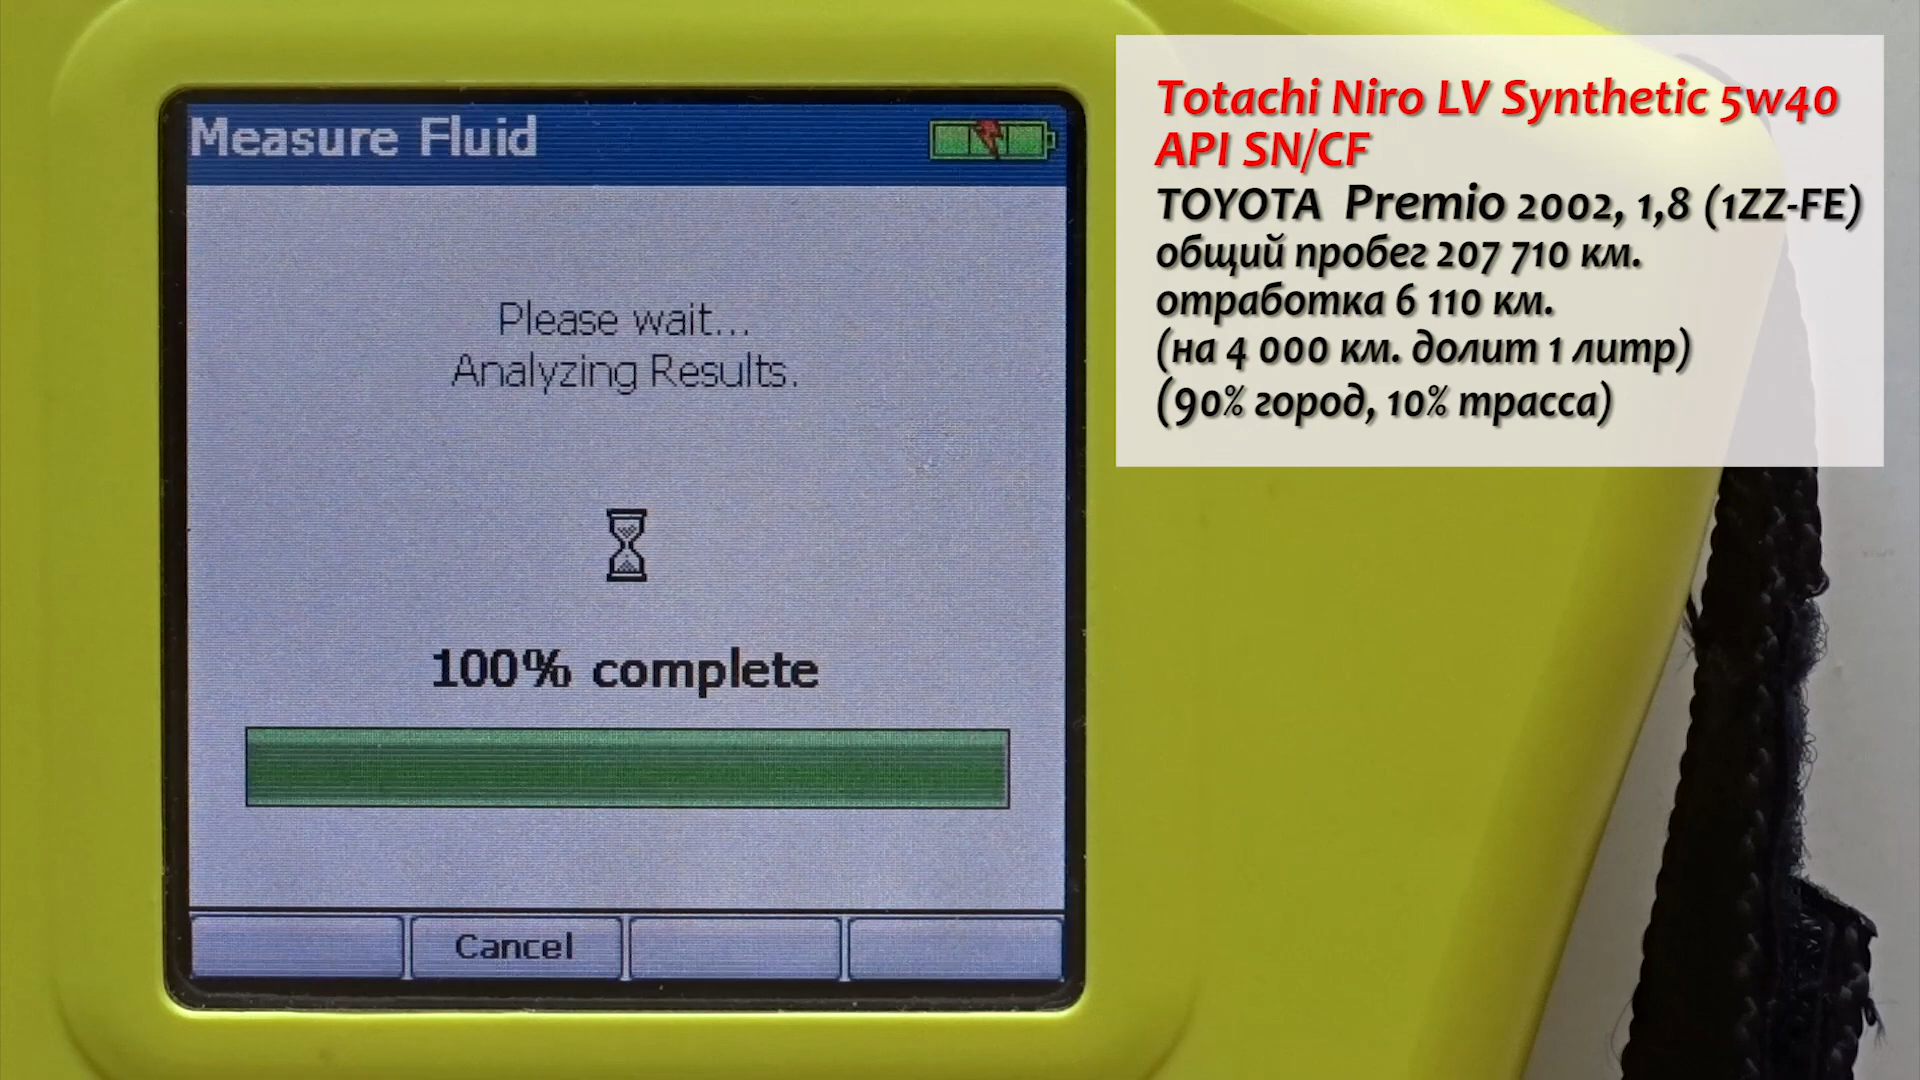 Measure Fluid
Please wait...
Analyzing Results.
100% complete
Cancel
Totachi Niro LV Synthetic 5w40
API SN/CF
TOYOTA Premio 2002, 1,8 (1ZZ-FE)
общий пробег 207 710 км.
отработка 6 110 км.
(на 4 000 км. долит 1 литр)
(90% город, 10% трасса)